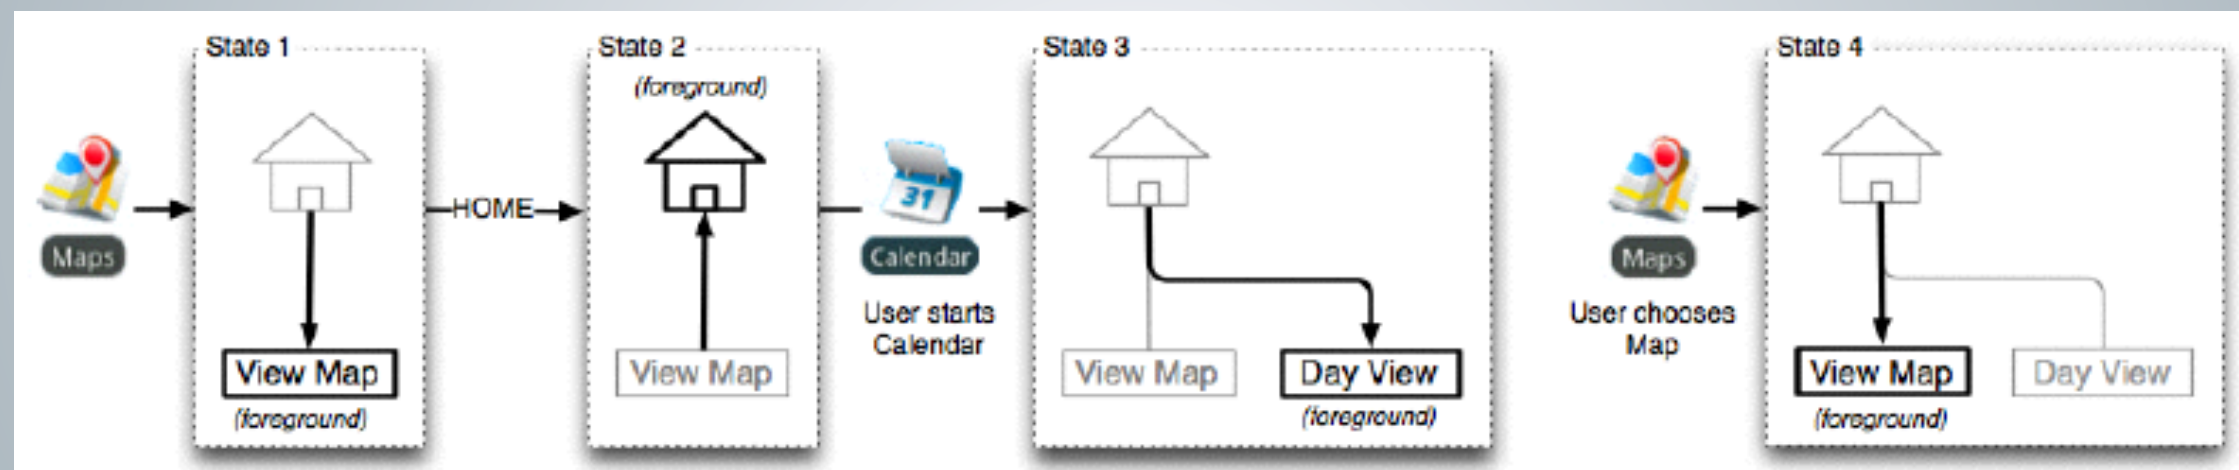 State 1
State 2
State 3
State 4
(foreground)
31
HOME
Maps
Calendar
Maps
User starts
Calendar
User chooses
Map
View Map
View Map
View Map
Day View
View Map
Day View
(foreground)
(foreground)
(foreground)